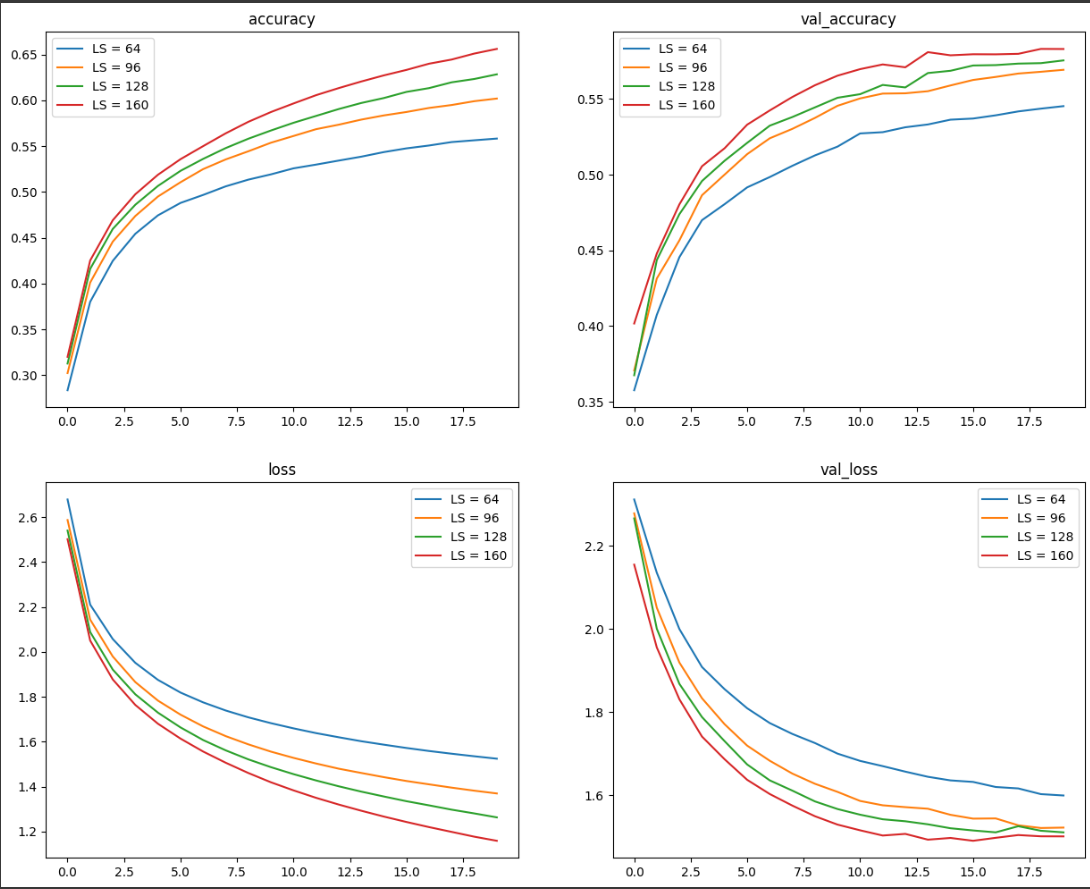 accuracy
LS = 64
LS = 96
LS = 128
LS = 160
0.65
0.60
0.55
0.50
0.45
0.40
0.35
0.30
0.0 2.5 5.0 7.5 10.0 12.5 15.0 17.5
val_accuracy
LS = 64
LS = 96
LS = 128
LS = 160
0.55
0.50
0.45
0.40
0.35
0.0 2.5 5.0 7.5 10.0 12.5 15.0 17.5
loss
LS = 64
LS = 96
LS = 128
LS = 160
2.6
2.4
2.2
2.0
1.8
1.6
1.4
1.2
0.0 2.5 5.0 7.5 10.0 12.5 15.0 17.5
val_loss
LS = 64
LS = 96
LS = 128
LS = 160
2.2
2.0
1.8
1.6
0.0 2.5 5.0 7.5 10.0 12.5 15.0 17.5